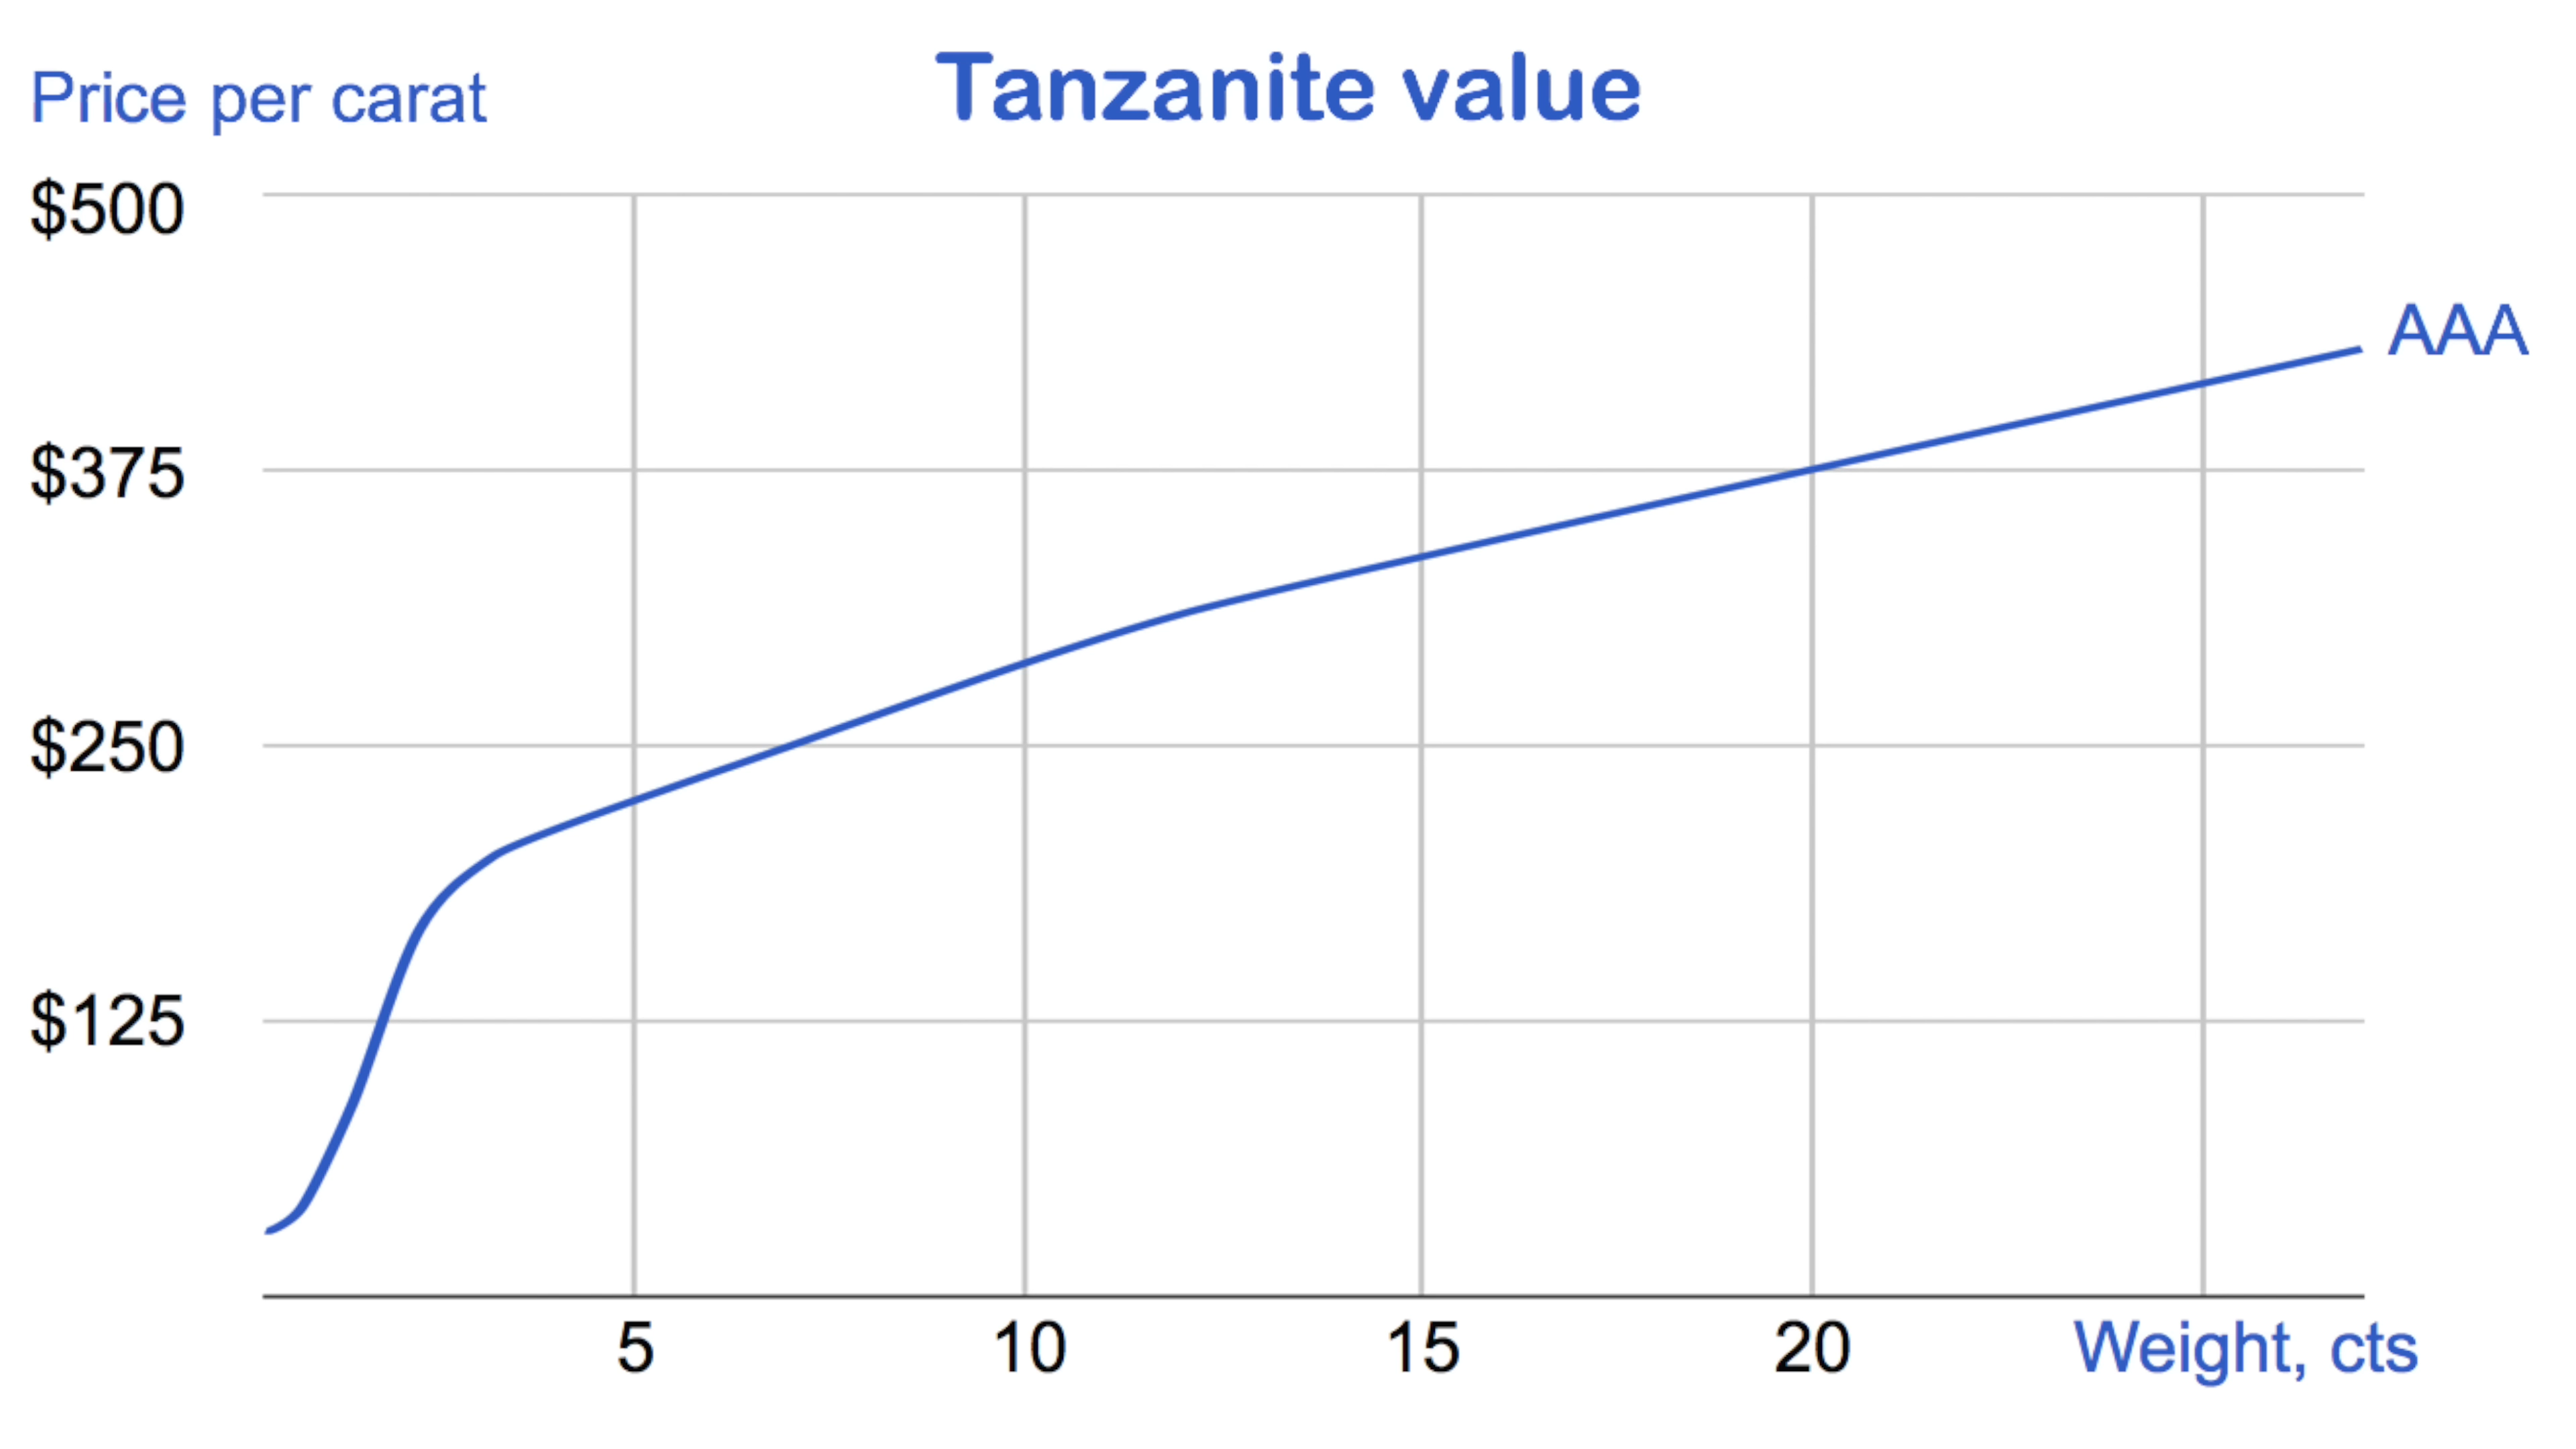 Tanzanite value
Price per carat
$500
$375
$250
$125
AAA
5 10 15 20 Weight, cts